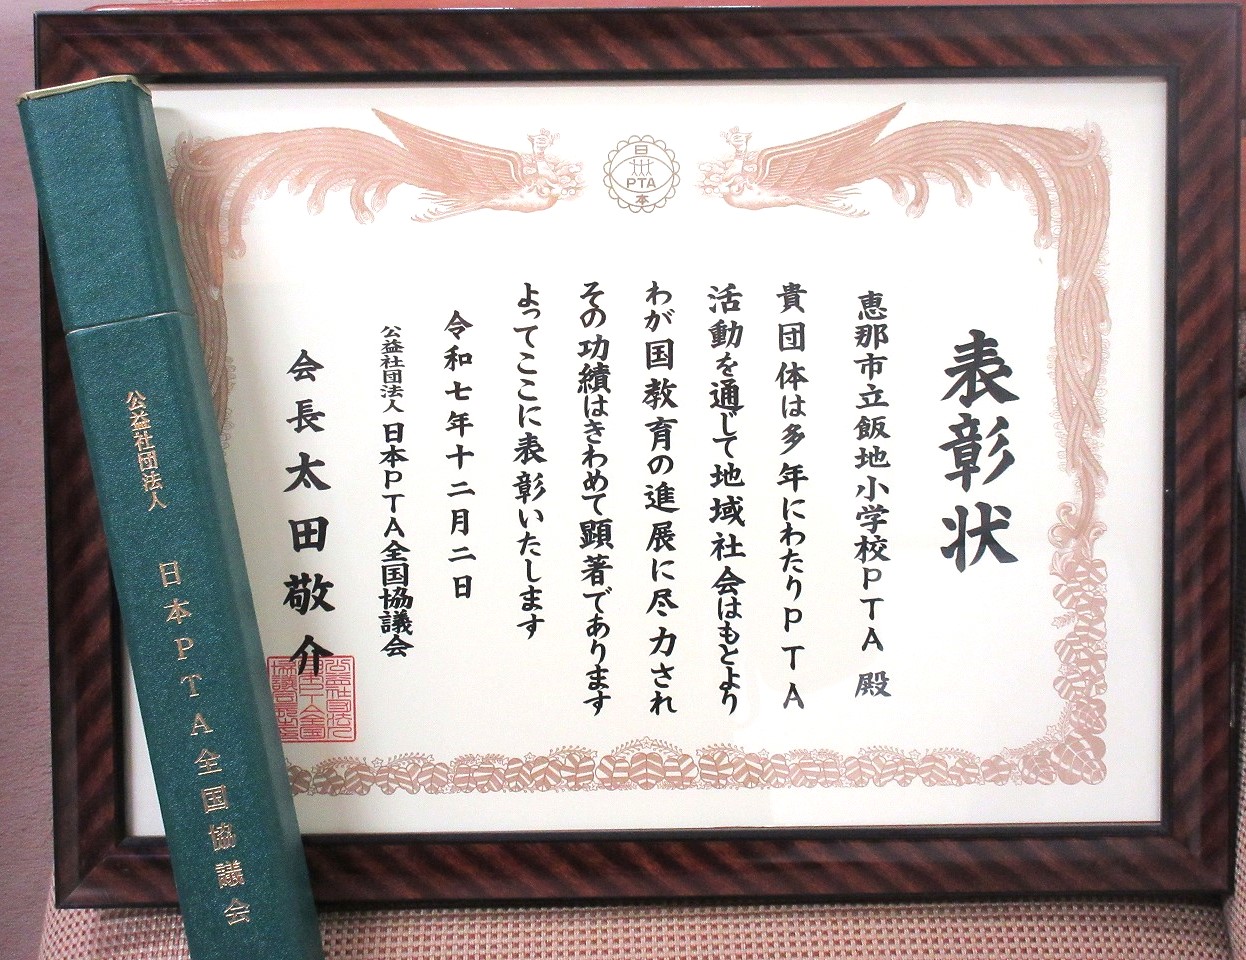 日
PTA
本
表彰状
恵那市立飯地小学校PTA 殿
貴団体は多年にわたりPTA
活動を通じて地域社会はもとより
わが国教育の進展に尽力され
その功績はきわめて顕著であります
よってここに表彰いたします
令和七年十二月二日
公益社団法人 日本PTA全国協議会
会長 太田敬介
公益社団法人 日本PTA全国協議会